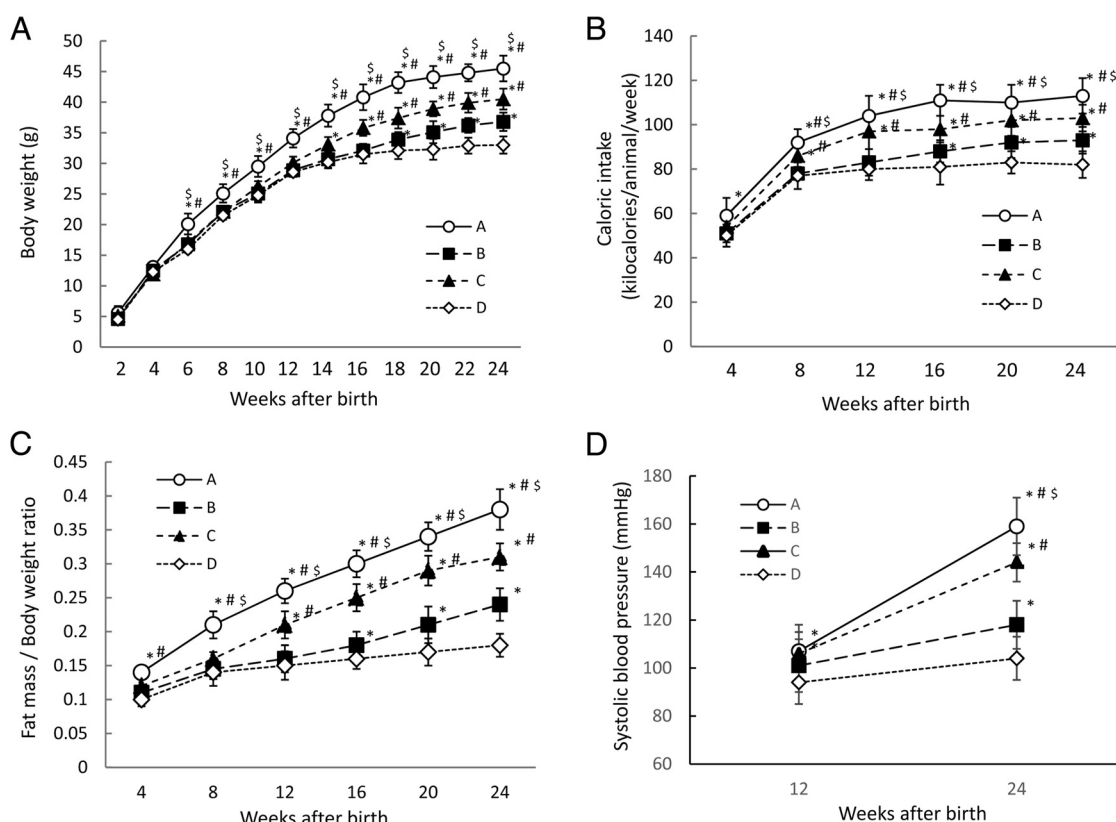 A
50
45
40
35
30
25
20
15
10
5
0
Body weight (g)
$ $ $ $ $ $ $ $ $ $
*# *# *# *# *# *# *# *# *# *#
* *# *# *# *# *#
* * * *
A
B
C
D
2 4 6 8 10 12 14 16 18 20 22 24
Weeks after birth
B
140
120
100
80
60
40
20
0
Caloric intake
(kilocalories/animal/week)
* *#$ *#$ *#$ *#$ *#$
*# *# *# *# *#
* * *
A
B
C
D
4 8 12 16 20 24
Weeks after birth
C
0.45
0.4
0.35
0.3
0.25
0.2
0.15
0.1
0.05
0
Fat mass / Body weight ratio
A
B
C
D
*# *#$ *#$ *#$ *#$ *#$
*# *# *# *#
* * *
4 8 12 16 20 24
Weeks after birth
D
180
160
140
120
100
80
60
Systolic blood pressure (mmHg)
A
B
C
D
*#$
*#
*
*
12 24
Weeks after birth